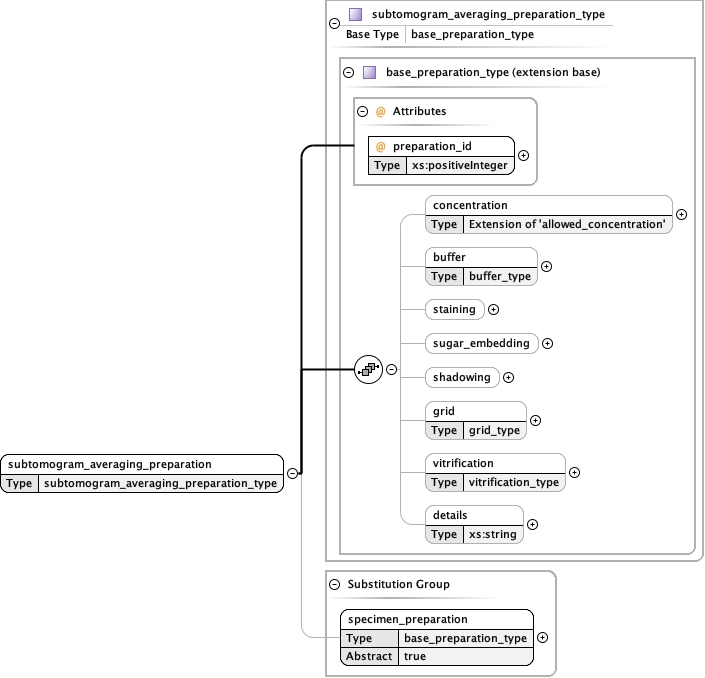 subtomogram_averaging_preparation_type
Base Type base_preparation_type
base_preparation_type (extension base)
@ Attributes
@ preparation_id
Type xs:positiveInteger
concentration
Type Extension of 'allowed_concentration'
buffer
Type buffer_type
staining
sugar_embedding
shadowing
grid
Type grid_type
vitrification
Type vitrification_type
details
Type xs:string
subtomogram_averaging_preparation
Type subtomogram_averaging_preparation_type
Substitution Group
specimen_preparation
Type base_preparation_type
Abstract true